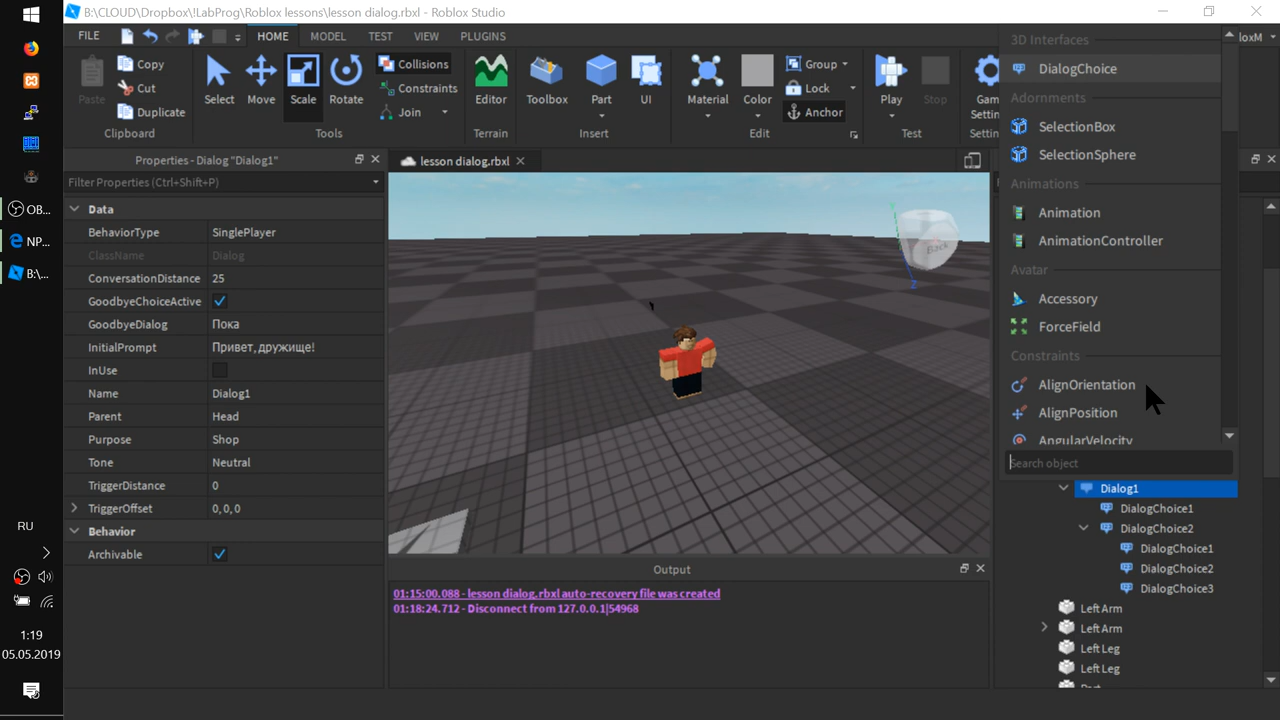 B:\CLOUD\Dropbox\!LabProg\Roblox lessons\lesson dialog.rbxl - Roblox Studio
FILE HOME MODEL TEST VIEW PLUGINS
loxM
Paste
Copy
Cut
Duplicate
Clipboard
Select Move Scale Rotate
Collisions
Constraints
Join
Tools
Editor
Terrain
Toolbox Part UI
Insert
Material Color
Group
Lock
Anchor
Edit
Play Stop
Test
Properties - Dialog "Dialog1"
Filter Properties (Ctrl+Shift+P)
Data
BehaviorType SinglePlayer
ClassName Dialog
ConversationDistance 25
GoodbyeChoiceActive
GoodbyeDialog Пока
InitialPrompt Привет, дружище!
InUse
Name Dialog1
Parent Head
Purpose Shop
Tone Neutral
TriggerDistance 0
TriggerOffset 0, 0, 0
Behavior
Archivable
lesson dialog.rbxl
Back
Z
Output
01:15:00.088 - lesson dialog.rbxl auto-recovery file was created
01:18:24.712 - Disconnect from 127.0.0.1|54968
3D Interfaces
DialogChoice
Adornments
SelectionBox
SelectionSphere
Animations
Animation
AnimationController
Avatar
Accessory
ForceField
Constraints
AlignOrientation
AlignPosition
AngularVelocity
Search object
Dialog1
DialogChoice1
DialogChoice2
DialogChoice1
DialogChoice2
DialogChoice3
Left Arm
Left Arm
Left Leg
Left Leg
OB...
NP...
B:\...
RU
1:19
05.05.2019